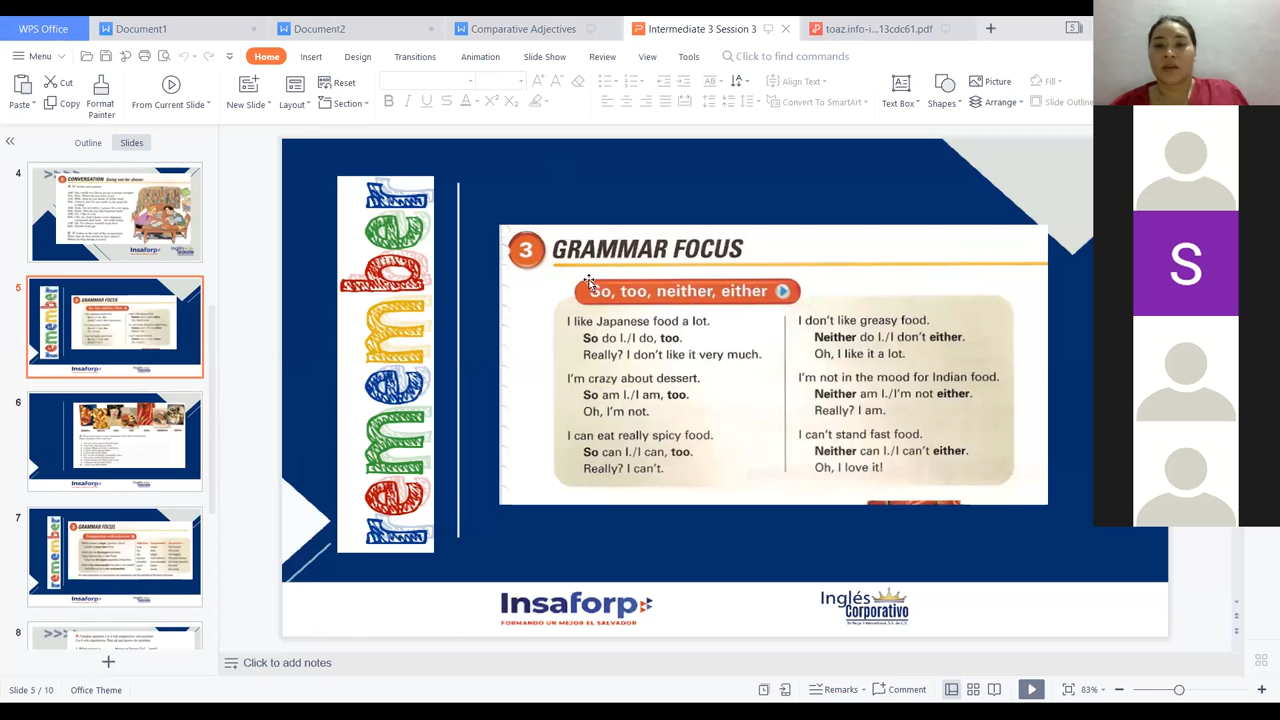 WPS Office
Document1
Document2
Comparative Adjectives
Intermediate 3 Session 3
toaz.info-i...13cdc61.pdf
Menu
Home
Insert
Design
Transitions
Animation
Slide Show
Review
View
Tools
Click to find commands
Cut
Copy
Format
Painter
From Current Slide
New Slide
Layout
Reset
Section
Align Text
Convert To SmartArt
Text Box
Shapes
Picture
Arrange
Fill
Slide Outline
Outline
Slides
4
5
6
7
8
remember
3 GRAMMAR FOCUS
So, too, neither, either
I like Japanese food a lot.
So do I./I do, too.
Really? I don't like it very much.
I'm crazy about dessert.
So am I./I am, too.
Oh, I'm not.
I can eat really spicy food.
So can I./I can, too.
Really? I can't.
I don't like greasy food.
Neither do I./I don't either.
Oh, I like it a lot.
I'm not in the mood for Indian food.
Neither am I./I'm not either.
Really? I am.
I can't stand fast food.
Neither can I./I can't either.
Oh, I love it!
Insaforp
FORMANDO UN MEJOR EL SALVADOR
Inglés
Corporativo
S
Click to add notes
Slide 5 / 10
Office Theme
Remarks
Comment
83%